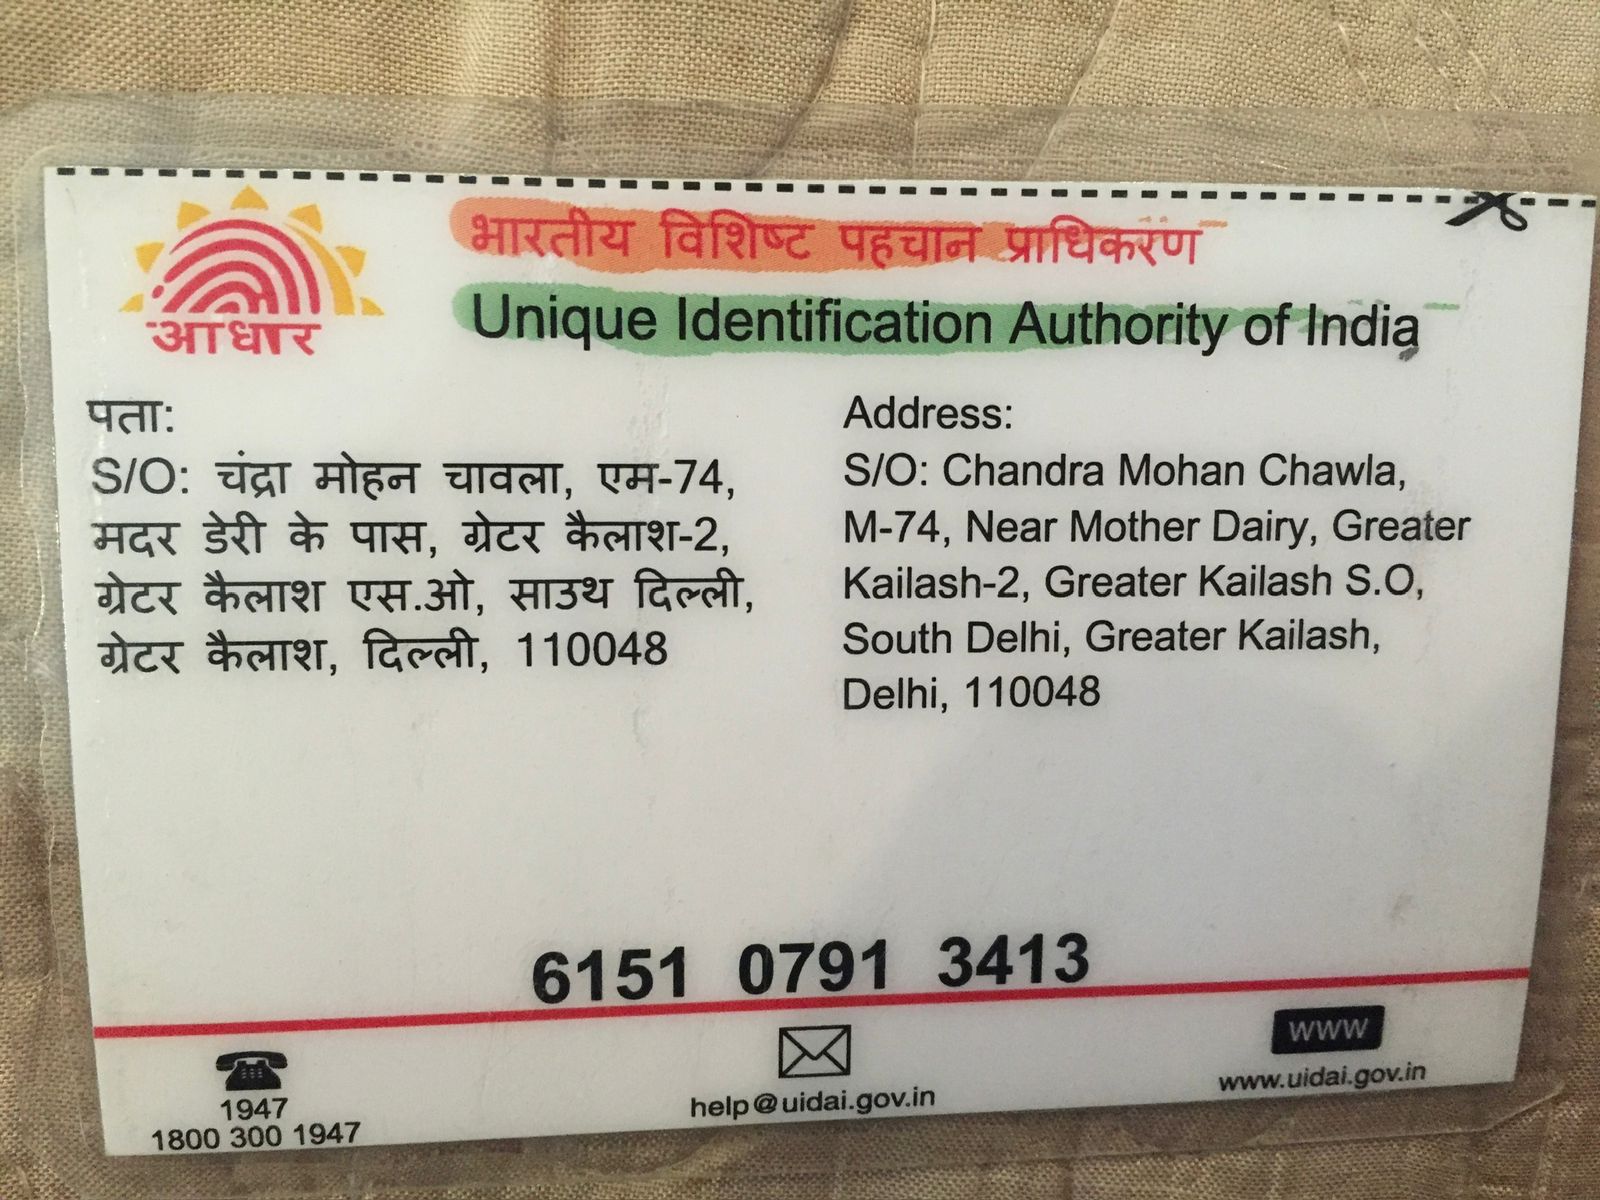 आधार
भारतीय विशिष्ट पहचान प्राधिकरण
Unique Identification Authority of India
पता:
S/O: चंद्रा मोहन चावला, एम-74,
मदर डेरी के पास, ग्रेटर कैलाश-2,
ग्रेटर कैलाश एस.ओ, साउथ दिल्ली,
ग्रेटर कैलाश, दिल्ली, 110048
Address:
S/O: Chandra Mohan Chawla,
M-74, Near Mother Dairy, Greater
Kailash-2, Greater Kailash S.O,
South Delhi, Greater Kailash,
Delhi, 110048
6151 0791 3413
1947
1800 300 1947
help@uidai.gov.in
www
www.uidai.gov.in